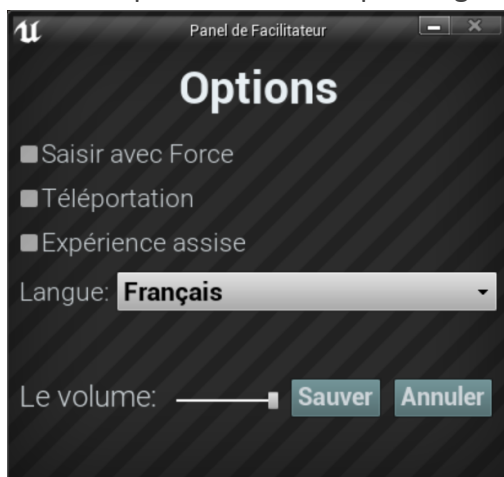 Panel de Facilitateur
Options
Saisir avec Force
Téléportation
Expérience assise
Langue: Français
Le volume: Sauver Annuler